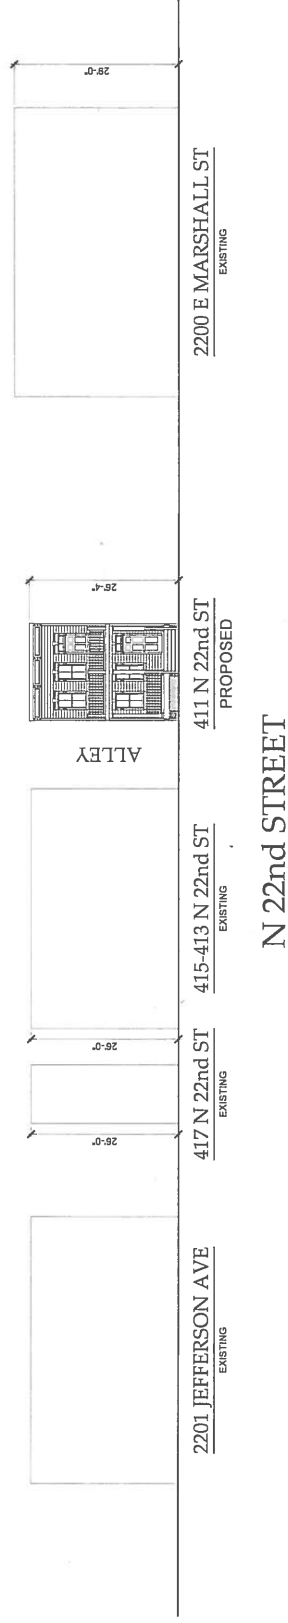 26'-0"
26'-0"
26'-4"
29'-0"
ALLEY
2201 JEFFERSON AVE
EXISTING
417 N 22nd ST
EXISTING
415-413 N 22nd ST
EXISTING
411 N 22nd ST
PROPOSED
2200 E MARSHALL ST
EXISTING
N 22nd STREET